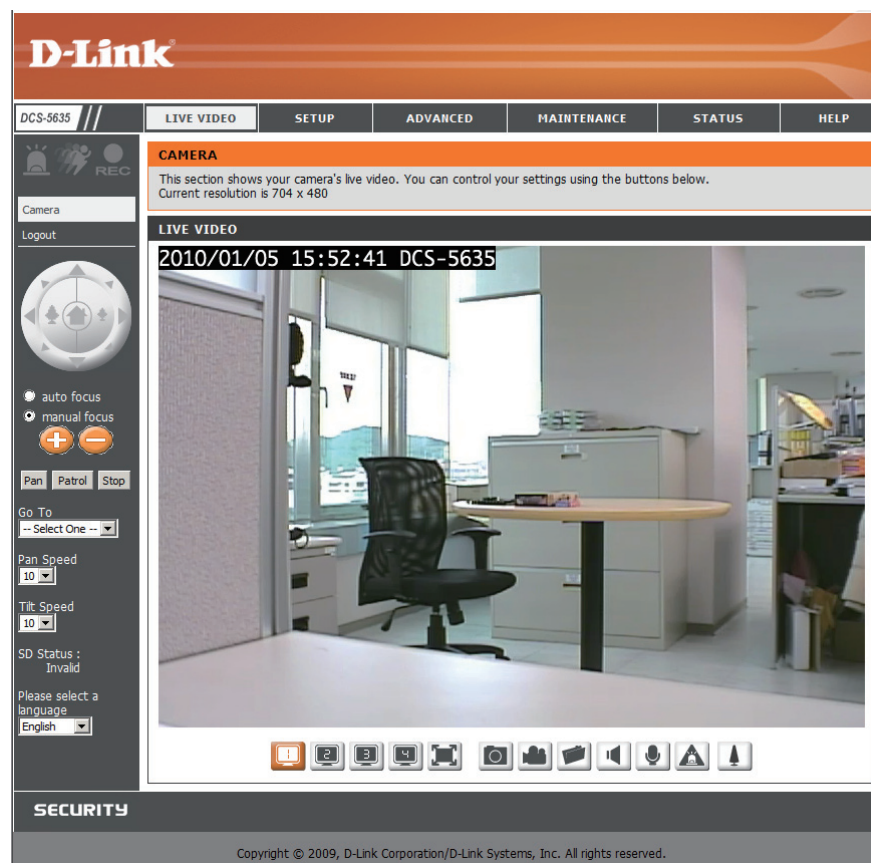 D-Link®
DCS-5635
LIVE VIDEO SETUP ADVANCED MAINTENANCE STATUS HELP
REC
Camera
Logout
auto focus
manual focus
Pan Patrol Stop
Go To
-- Select One --
Pan Speed
10
Tilt Speed
10
SD Status :
Invalid
Please select a
language
English
CAMERA
This section shows your camera's live video. You can control your settings using the buttons below.
Current resolution is 704 x 480
LIVE VIDEO
2010/01/05 15:52:41 DCS-5635
1 2 3 4
SECURITY
Copyright © 2009, D-Link Corporation/D-Link Systems, Inc. All rights reserved.